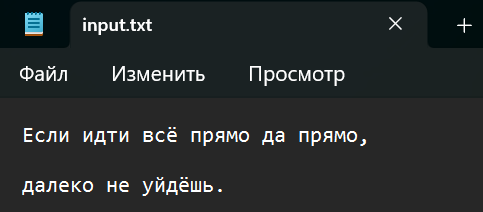 input.txt
Файл Изменить Просмотр
Если идти всё прямо да прямо,
далеко не уйдёшь.